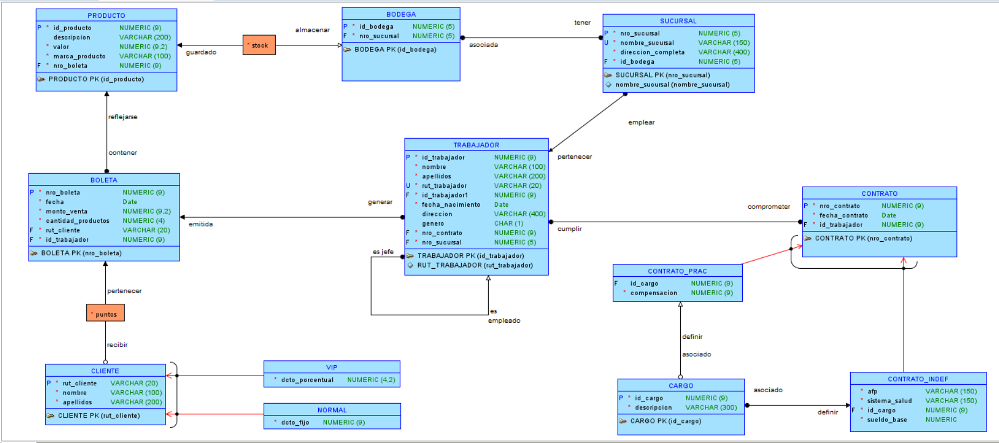 PRODUCTO
P * id_producto NUMERIC (9)
descripcion VARCHAR (200)
* valor NUMERIC (9,2)
* marca_producto VARCHAR (100)
F * nro_boleta NUMERIC (9)
PRODUCTO PK (id_producto)
guardado
* stock
almacenar
BODEGA
P * id_bodega NUMERIC (5)
F * nro_sucursal NUMERIC (5)
BODEGA PK (id_bodega)
asociada
tener
SUCURSAL
P * nro_sucursal NUMERIC (5)
U * nombre_sucursal VARCHAR (150)
* direccion_completa VARCHAR (400)
F * id_bodega NUMERIC (5)
SUCURSAL PK (nro_sucursal)
nombre_sucursal (nombre_sucursal)
reflejarse
contener
emplear
pertenecer
BOLETA
P * nro_boleta NUMERIC (9)
* fecha Date
* monto_venta NUMERIC (9,2)
* cantidad_productos NUMERIC (4)
F * rut_cliente VARCHAR (20)
F * id_trabajador NUMERIC (9)
BOLETA PK (nro_boleta)
emitida
generar
TRABAJADOR
P * id_trabajador NUMERIC (9)
* nombre VARCHAR (100)
* apellidos VARCHAR (200)
U * rut_trabajador VARCHAR (20)
F * id_trabajador1 NUMERIC (9)
* fecha_nacimiento Date
direccion VARCHAR (400)
genero CHAR (1)
F * nro_contrato NUMERIC (9)
F * nro_sucursal NUMERIC (5)
TRABAJADOR PK (id_trabajador)
RUT_TRABAJADOR (rut_trabajador)
es jefe
es
empleado
cumplir
comprometer
CONTRATO
P * nro_contrato NUMERIC (9)
* fecha_contrato Date
F * id_trabajador NUMERIC (9)
CONTRATO PK (nro_contrato)
CONTRATO_PRAC
F id_cargo NUMERIC (9)
* compensacion NUMERIC (9)
definir
asociado
pertenecer
* puntos
recibir
CLIENTE
P * rut_cliente VARCHAR (20)
* nombre VARCHAR (100)
* apellidos VARCHAR (200)
CLIENTE PK (rut_cliente)
VIP
* dcto_porcentual NUMERIC (4,2)
NORMAL
* dcto_fijo NUMERIC (9)
CARGO
P * id_cargo NUMERIC (9)
* descripcion VARCHAR (300)
CARGO PK (id_cargo)
asociado
definir
CONTRATO_INDEF
* afp VARCHAR (150)
* sistema_salud VARCHAR (150)
F * id_cargo NUMERIC (9)
* sueldo_base NUMERIC